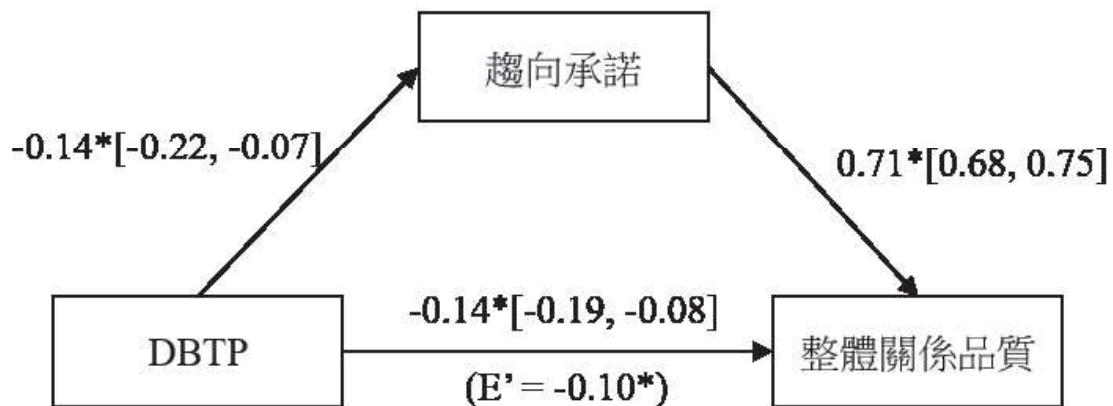 趨向承諾
-0.14*[-0.22, -0.07]
0.71*[0.68, 0.75]
DBTP
-0.14*[-0.19, -0.08]
(E’ = -0.10*)
整體關係品質